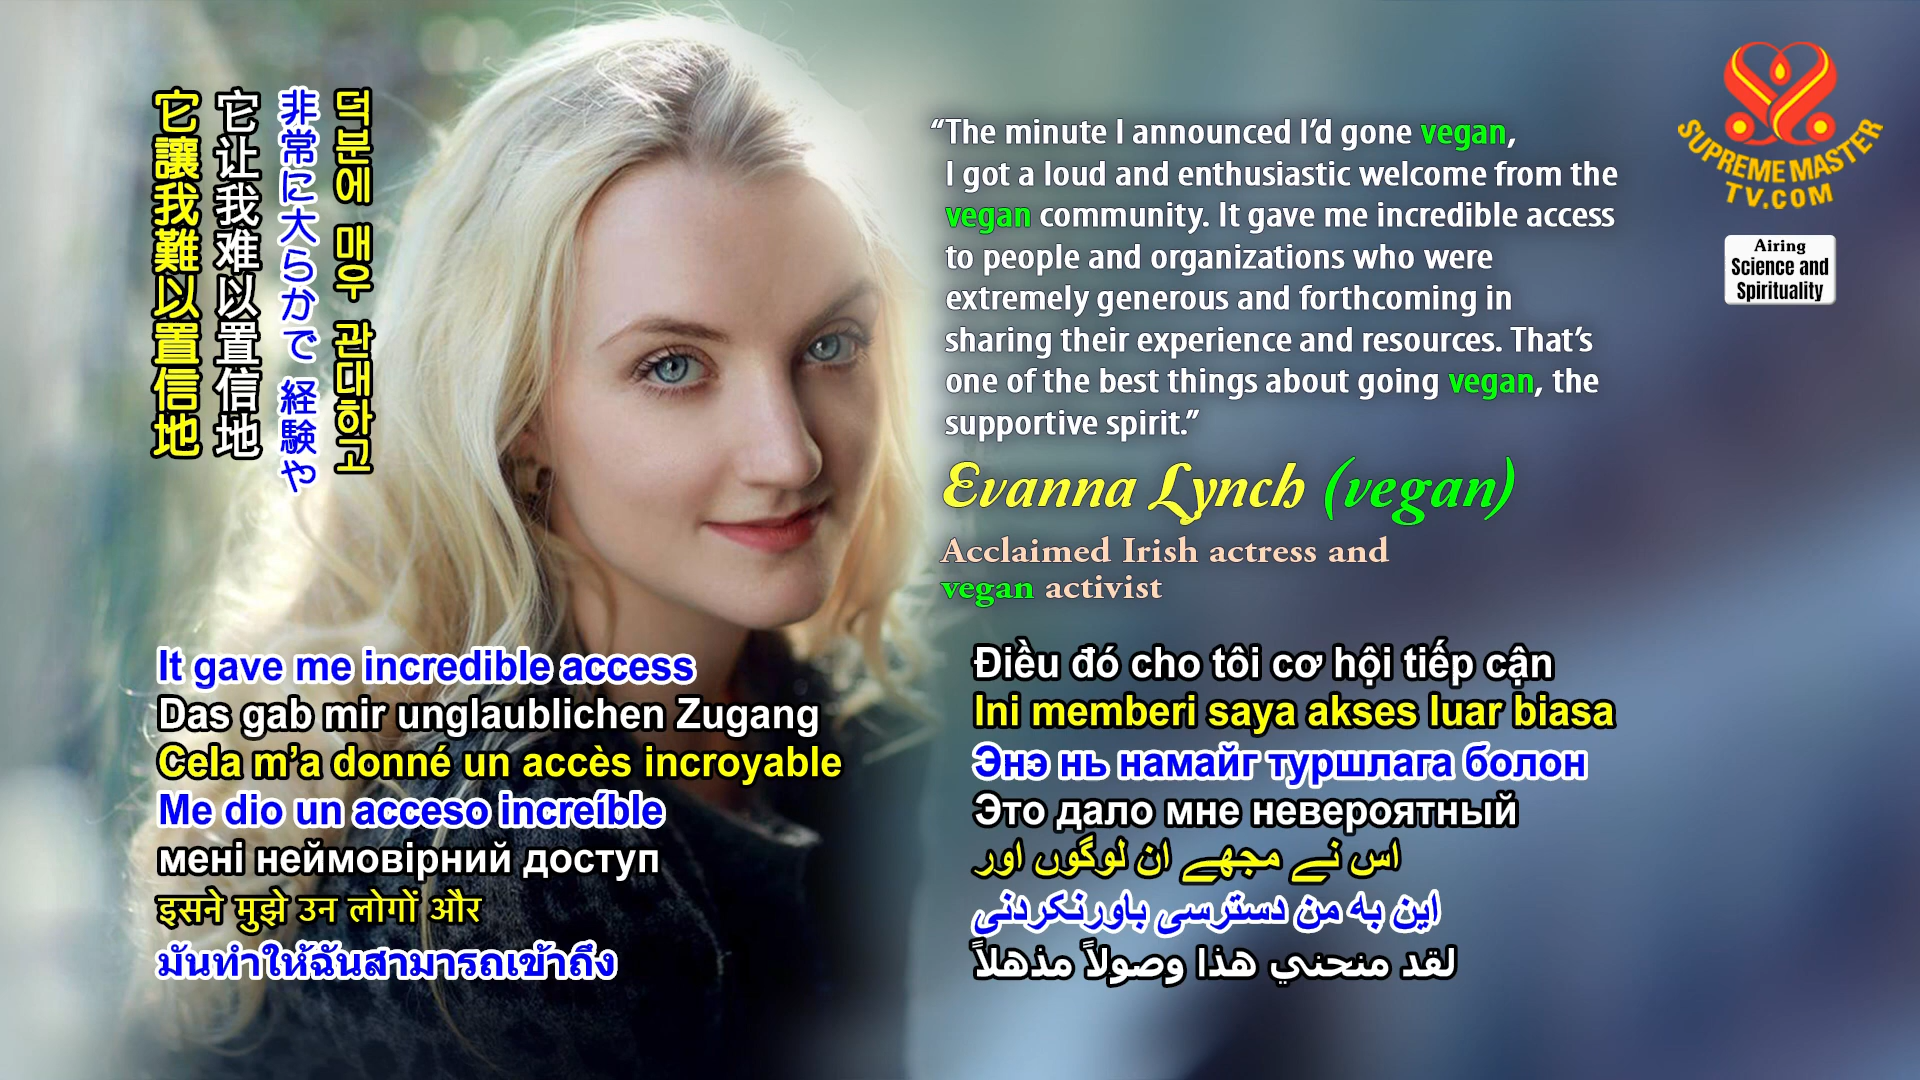 它讓我難以置信地
它让我难以置信地
非常に大らかで 経験や
덕분에 매우 관대하고
“The minute I announced I’d gone vegan,
I got a loud and enthusiastic welcome from the
vegan community. It gave me incredible access
to people and organizations who were
extremely generous and forthcoming in
sharing their experience and resources. That’s
one of the best things about going vegan, the
supportive spirit.”
Evanna Lynch (vegan)
Acclaimed Irish actress and
vegan activist
SUPREME MASTER
TV.COM
Airing
Science and
Spirituality
It gave me incredible access
Das gab mir unglaublichen Zugang
Cela m’a donné un accès incroyable
Me dio un acceso increíble
мені неймовірний доступ
इसने मुझे उन लोगों और
มันทำให้ฉันสามารถเข้าถึง
Điều đó cho tôi cơ hội tiếp cận
Ini memberi saya akses luar biasa
Энэ нь намайг туршлага болон
Это дало мне невероятный
اس نے مجھے ان لوگوں اور
این به من دسترسی باورنکردنی
لقد منحني هذا وصولاً مذهلاً